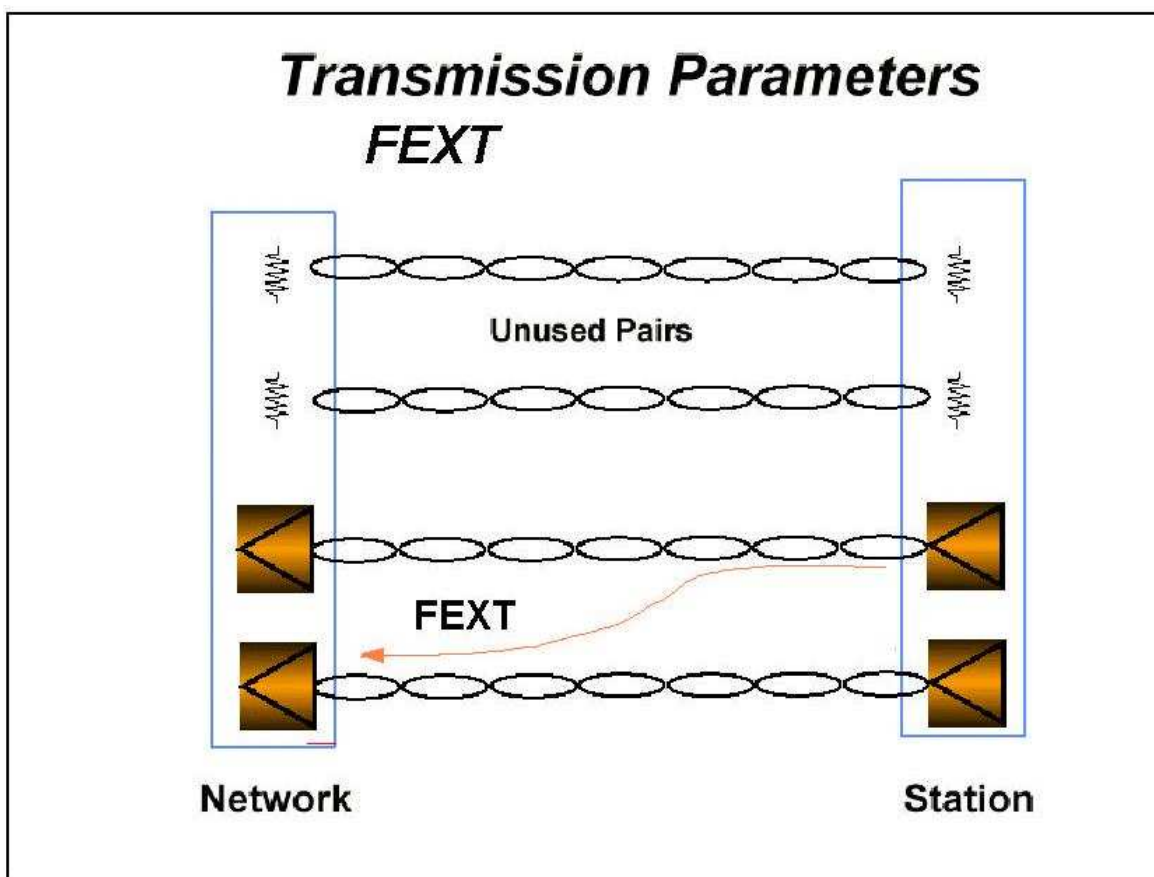 Transmission Parameters
FEXT
Unused Pairs
FEXT
Network
Station